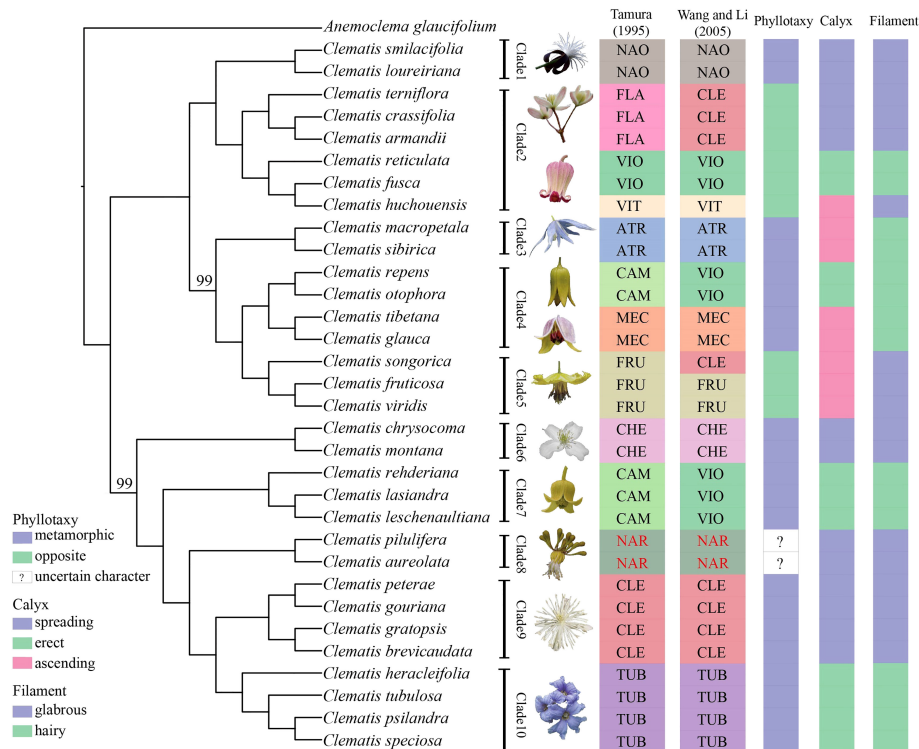 Tamura (1995)
Wang and Li (2005)
Phyllotaxy
Calyx
Filament
Anemoclema glaucifolium
Clematis smilacifolia NAO NAO
Clematis loureiriana NAO NAO
Clade1
Clematis terniflora FLA CLE
Clematis crassifolia FLA CLE
Clematis armandii FLA CLE
Clematis reticulata VIO VIO
Clematis fusca VIO VIO
Clematis huchouensis VIT VIT
Clade2
Clematis macropetala ATR ATR
Clematis sibirica ATR ATR
Clade3
99
Clematis repens CAM VIO
Clematis otophora CAM VIO
Clematis tibetana MEC MEC
Clematis glauca MEC MEC
Clade4
Clematis songorica FRU CLE
Clematis fruticosa FRU FRU
Clematis viridis FRU FRU
Clade5
Clematis chrysocoma CHE CHE
Clematis montana CHE CHE
Clade6
99
Clematis rehderiana CAM VIO
Clematis lasiandra CAM VIO
Clematis leschenaultiana CAM VIO
Clade7
Clematis pilulifera NAR NAR ?
Clematis aureolata NAR NAR ?
Clade8
Clematis peterae CLE CLE
Clematis gouriana CLE CLE
Clematis gratopsis CLE CLE
Clematis brevicaudata CLE CLE
Clade9
Clematis heracleifolia TUB TUB
Clematis tubulosa TUB TUB
Clematis psilandra TUB TUB
Clematis speciosa TUB TUB
Clade10
Phyllotaxy
metamorphic
opposite
? uncertain character
Calyx
spreading
erect
ascending
Filament
glabrous
hairy